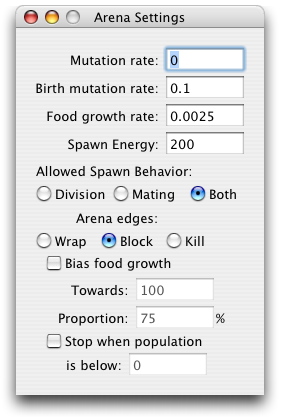 Arena Settings
Mutation rate: 0
Birth mutation rate: 0.1
Food growth rate: 0.0025
Spawn Energy: 200
Allowed Spawn Behavior:
Division Mating Both
Arena edges:
Wrap Block Kill
Bias food growth
Towards: 100
Proportion: 75 %
Stop when population
is below: 0